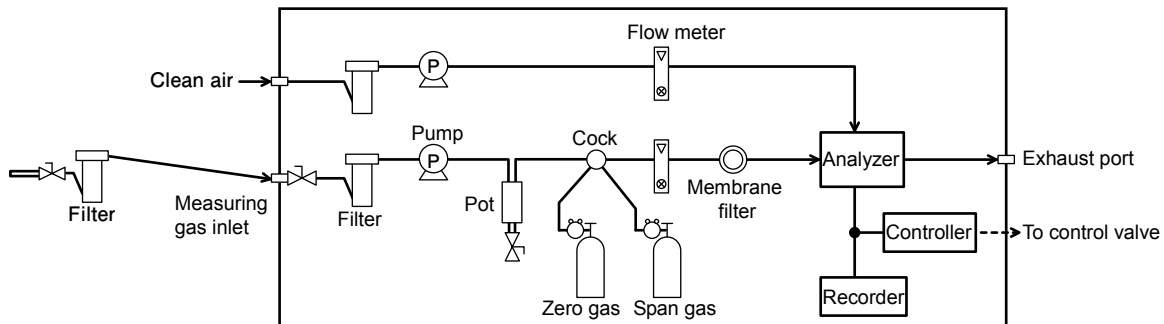 Flow meter
Clean air
P
Pump
P
Cock
Filter
Measuring
gas inlet
Filter
Pot
Membrane
filter
Analyzer
Exhaust port
Controller
To control valve
Zero gas
Span gas
Recorder